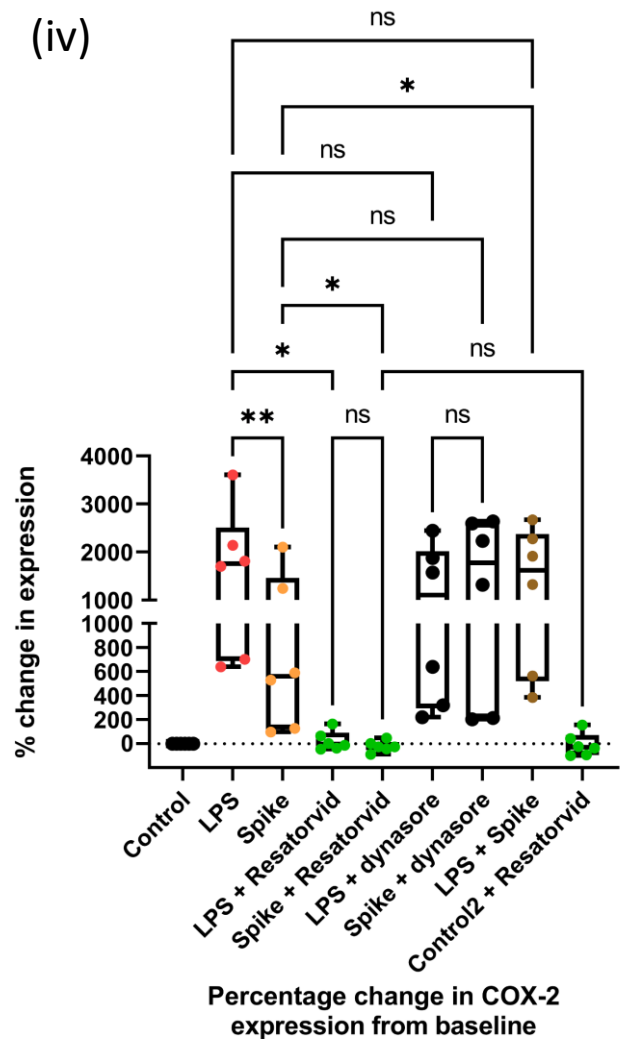 (iv)
ns
*
ns
ns
*
ns
*
ns
ns
**
4000
3000
2000
1000
1000
800
600
400
200
0
% change in expression
Control
LPS
Spike
LPS + Resatorvid
Spike + Resatorvid
LPS + dynasore
Spike + dynasore
LPS + Spike
Control2 + Resatorvid
Percentage change in COX-2
expression from baseline